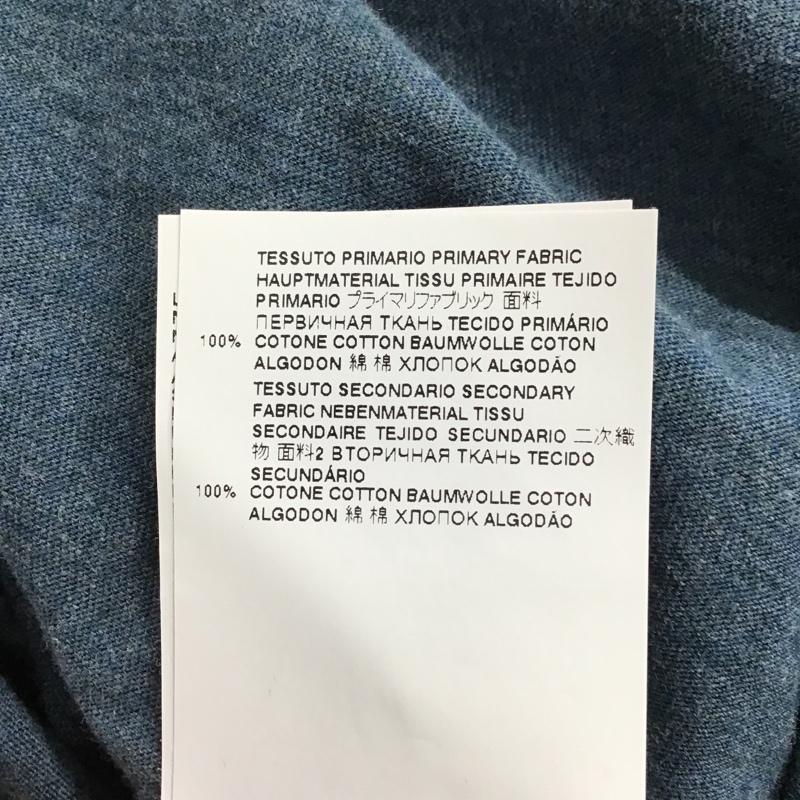 TESSUTO PRIMARIO PRIMARY FABRIC
HAUPTMATERIAL TISSU PRIMAIRE TEJIDO
PRIMARIO プライマリファブリック 面料
ПЕРВИЧНАЯ ТКАНЬ TECIDO PRIMÁRIO
100% COTONE COTTON BAUMWOLLE COTON
ALGODON 綿 棉 ХЛОПОК ALGODÃO
TESSUTO SECONDARIO SECONDARY
FABRIC NEBENMATERIAL TISSU
SECONDAIRE TEJIDO SECUNDARIO 二次織
物 面料2 ВТОРИЧНАЯ ТКАНЬ TECIDO
SECUNDÁRIO
100% COTONE COTTON BAUMWOLLE COTON
ALGODON 綿 棉 ХЛОПОК ALGODÃO